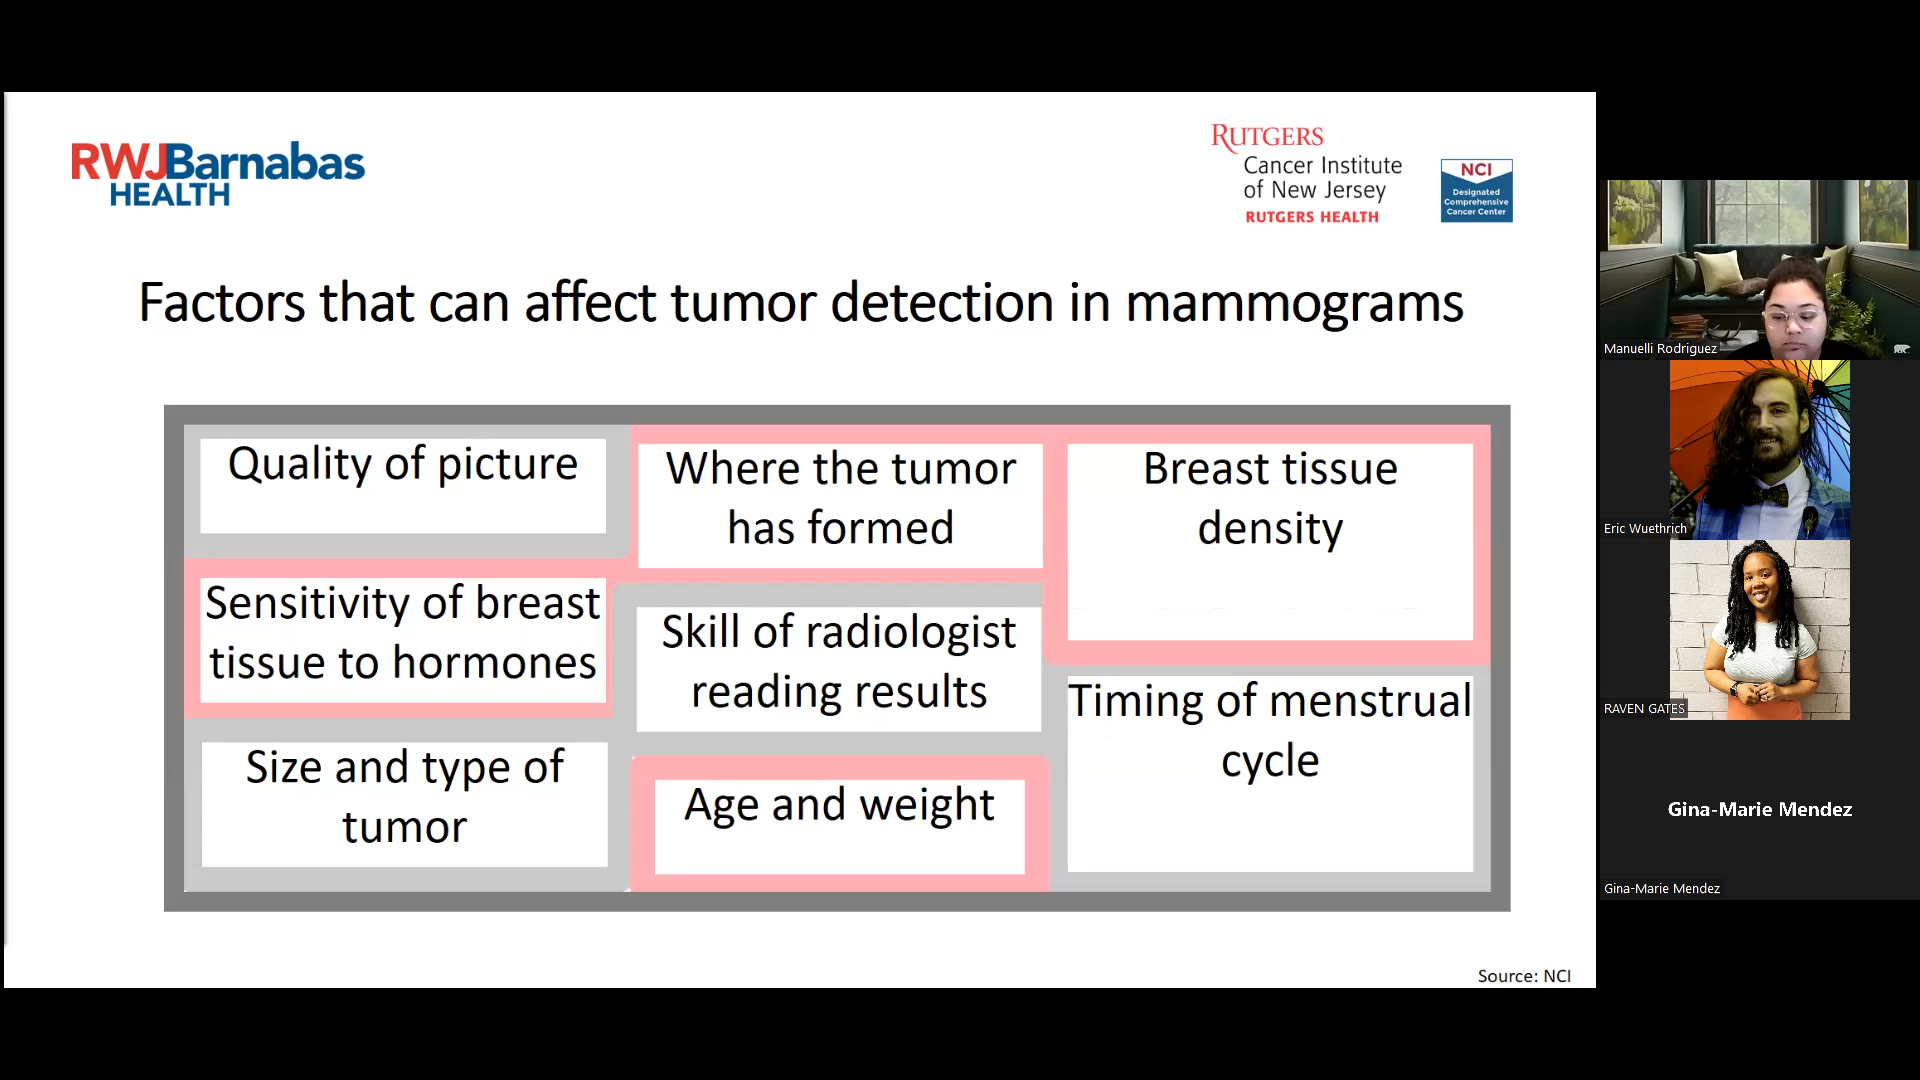 RWJBarnabas
HEALTH
RUTGERS
Cancer Institute
of New Jersey
RUTGERS HEALTH
NCI
Designated
Comprehensive
Cancer Center
Factors that can affect tumor detection in mammograms
Quality of picture
Where the tumor
has formed
Breast tissue
density
Sensitivity of breast
tissue to hormones
Skill of radiologist
reading results
Timing of menstrual
cycle
Size and type of
tumor
Age and weight
Source: NCI
Manuelli Rodriguez
Eric Wuethrich
RAVEN GATES
Gina-Marie Mendez
Gina-Marie Mendez